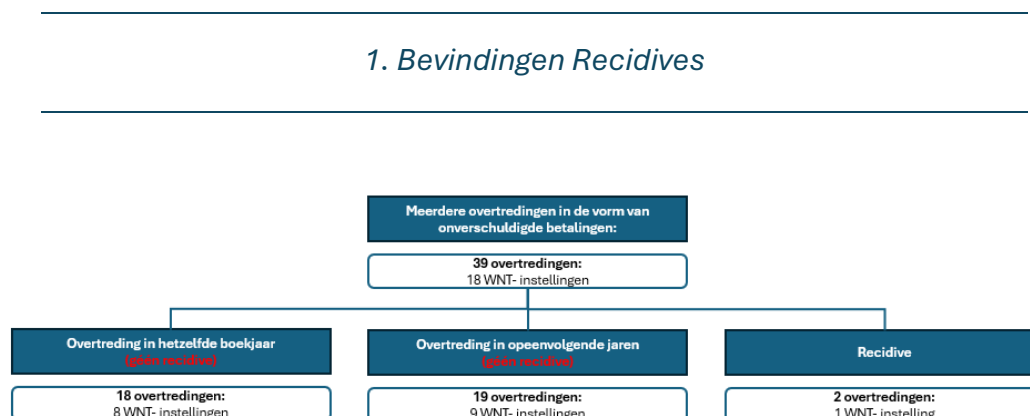 1. Bevindingen Recidives
Meerdere overtredingen in de vorm van
onverschuldigde betalingen:
39 overtredingen:
18 WNT- instellingen
Overtreding in hetzelfde boekjaar
(géén recidive)
18 overtredingen:
8 WNT- instellingen
Overtreding in opeenvolgende jaren
(géén recidive)
19 overtredingen:
9 WNT- instellingen
Recidive
2 overtredingen:
1 WNT- instelling